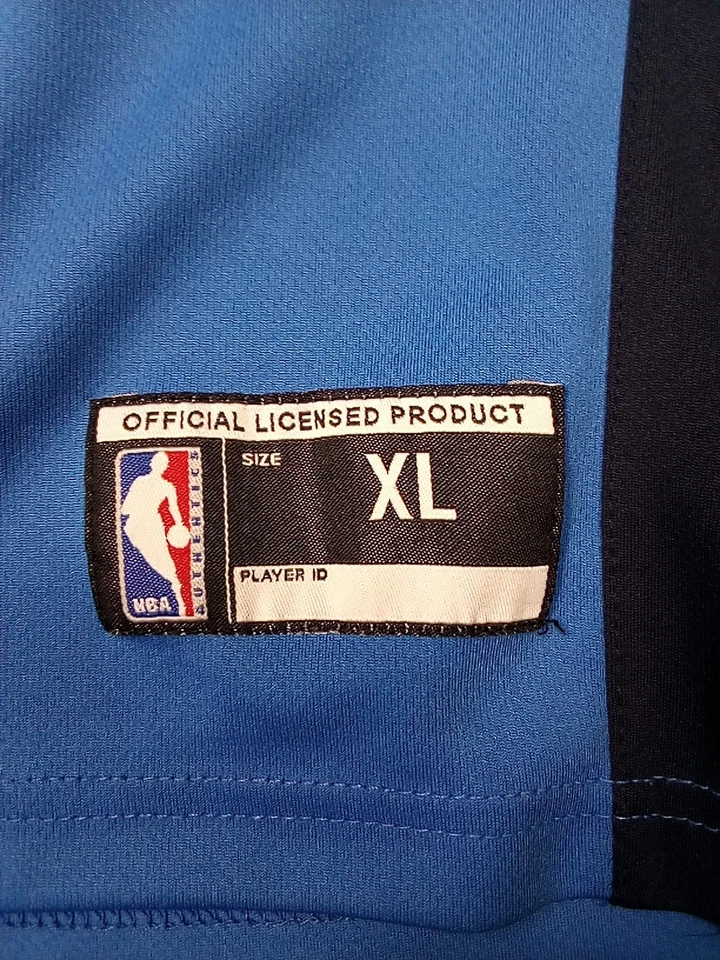 OFFICIAL LICENSED PRODUCT
SIZE
XL
AUTHENTICS
NBA
PLAYER ID